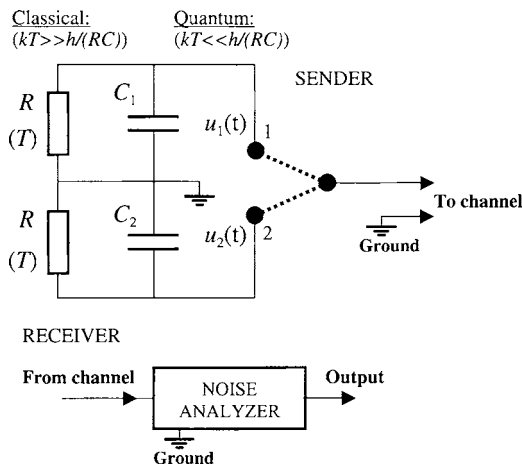 Classical: Quantum:
(kT>>h/(RC)) (kT<<h/(RC))
SENDER
R
(T)
C1
u1(t)
1
To channel
Ground
R
(T)
C2
u2(t)
2
RECEIVER
From channel
NOISE
ANALYZER
Output
Ground